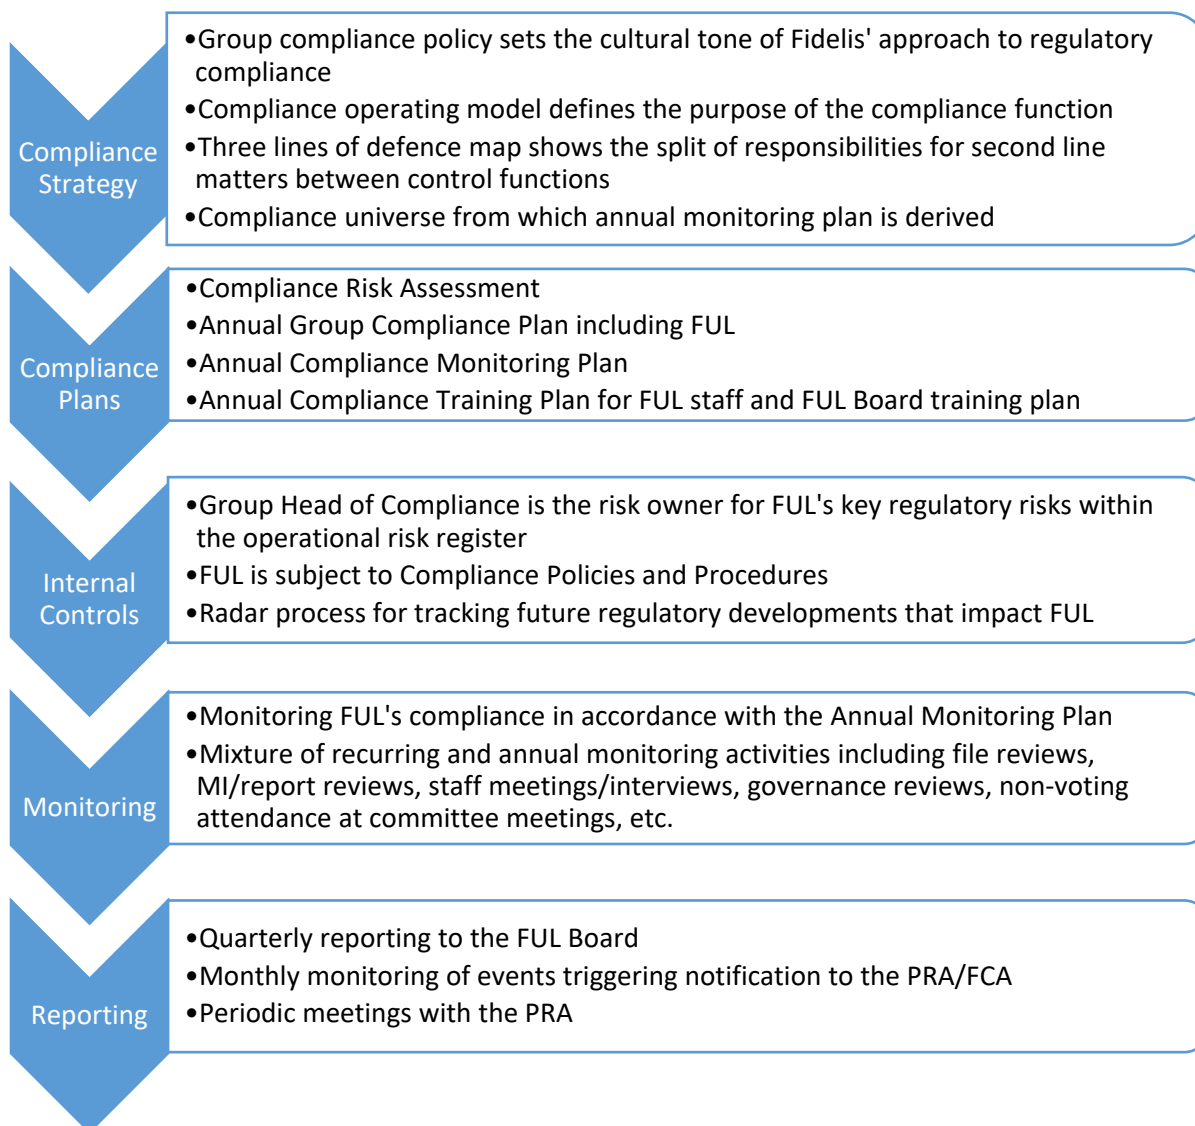 Compliance
Strategy
•Group compliance policy sets the cultural tone of Fidelis' approach to regulatory
compliance
•Compliance operating model defines the purpose of the compliance function
•Three lines of defence map shows the split of responsibilities for second line
matters between control functions
•Compliance universe from which annual monitoring plan is derived
Compliance
Plans
•Compliance Risk Assessment
•Annual Group Compliance Plan including FUL
•Annual Compliance Monitoring Plan
•Annual Compliance Training Plan for FUL staff and FUL Board training plan
Internal
Controls
•Group Head of Compliance is the risk owner for FUL's key regulatory risks within
the operational risk register
•FUL is subject to Compliance Policies and Procedures
•Radar process for tracking future regulatory developments that impact FUL
Monitoring
•Monitoring FUL's compliance in accordance with the Annual Monitoring Plan
•Mixture of recurring and annual monitoring activities including file reviews,
MI/report reviews, staff meetings/interviews, governance reviews, non-voting
attendance at committee meetings, etc.
Reporting
•Quarterly reporting to the FUL Board
•Monthly monitoring of events triggering notification to the PRA/FCA
•Periodic meetings with the PRA